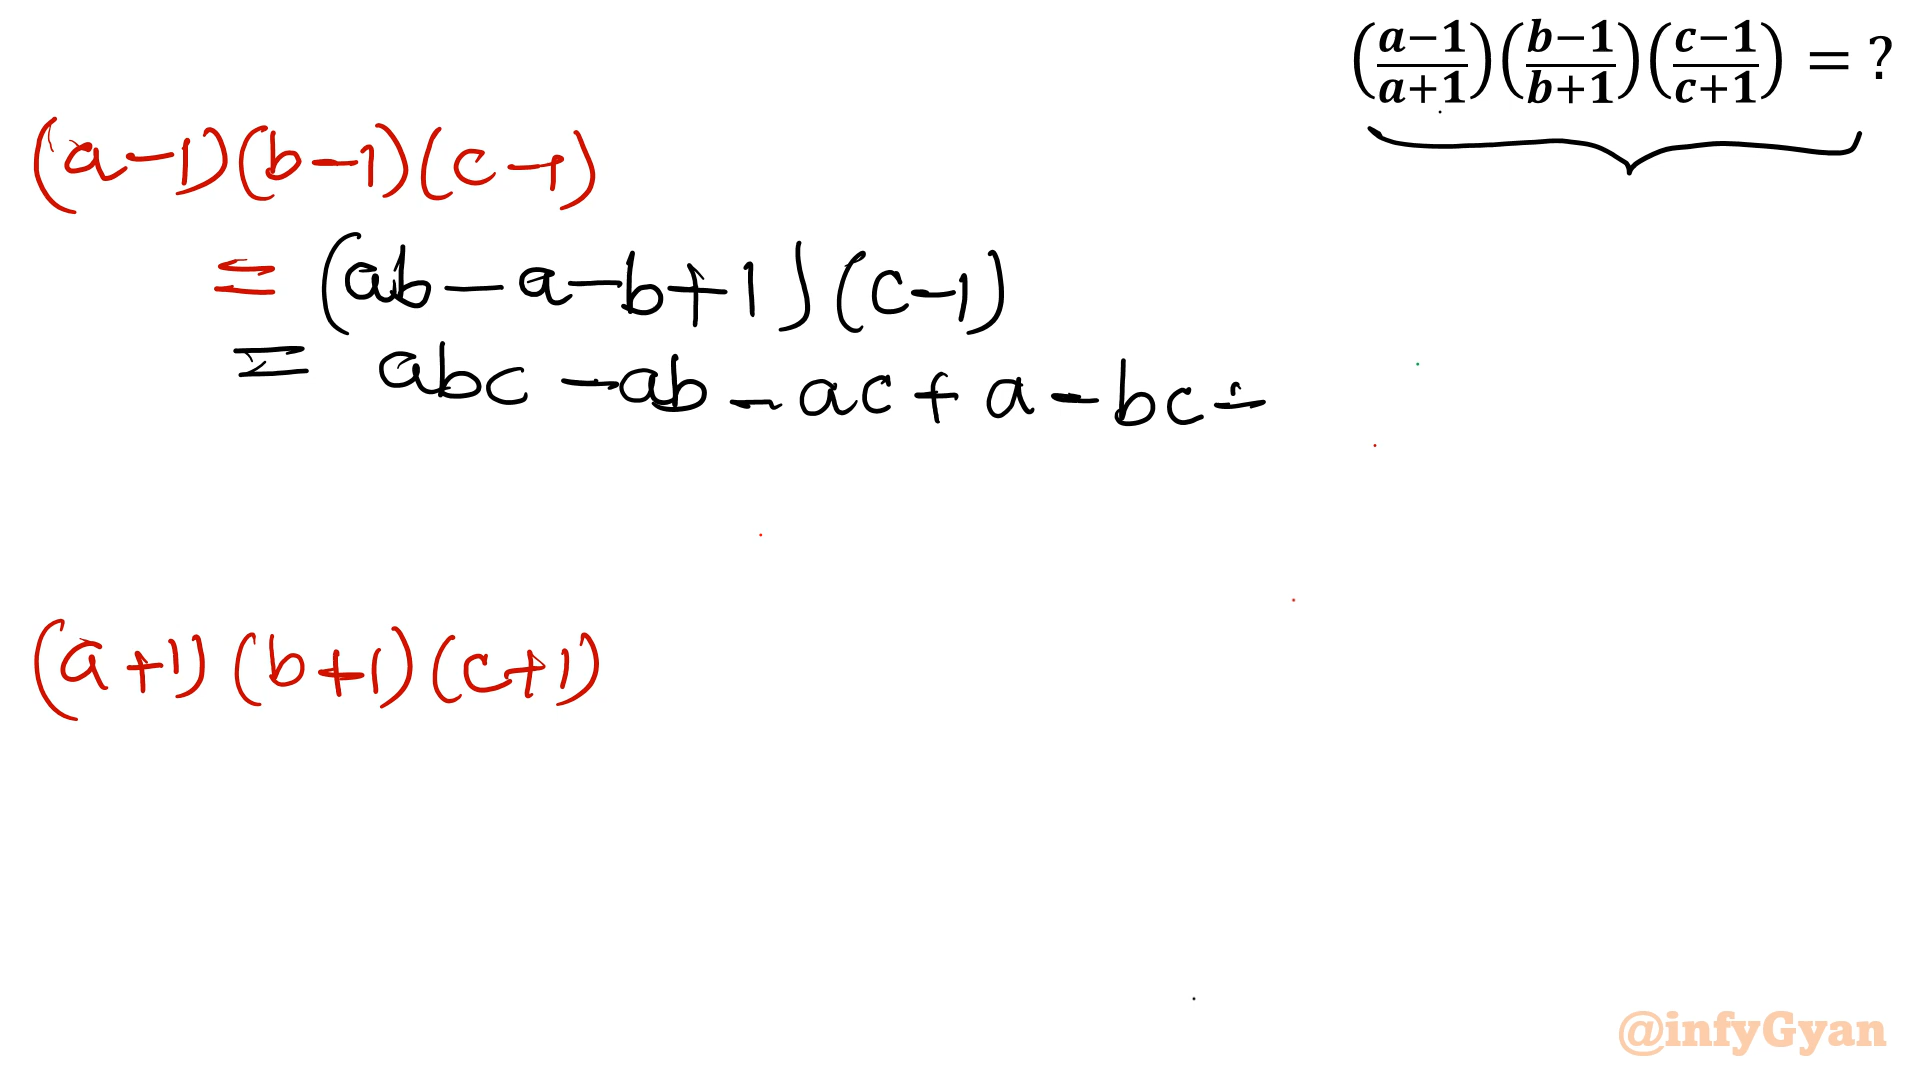 (a−1/a+1)(b−1/b+1)(c−1/c+1) = ?
(a−1)(b−1)(c−1)
= (ab−a−b+1)(c−1)
= abc−ab−ac+a−bc+
(a+1)(b+1)(c+1)
@infyGyan